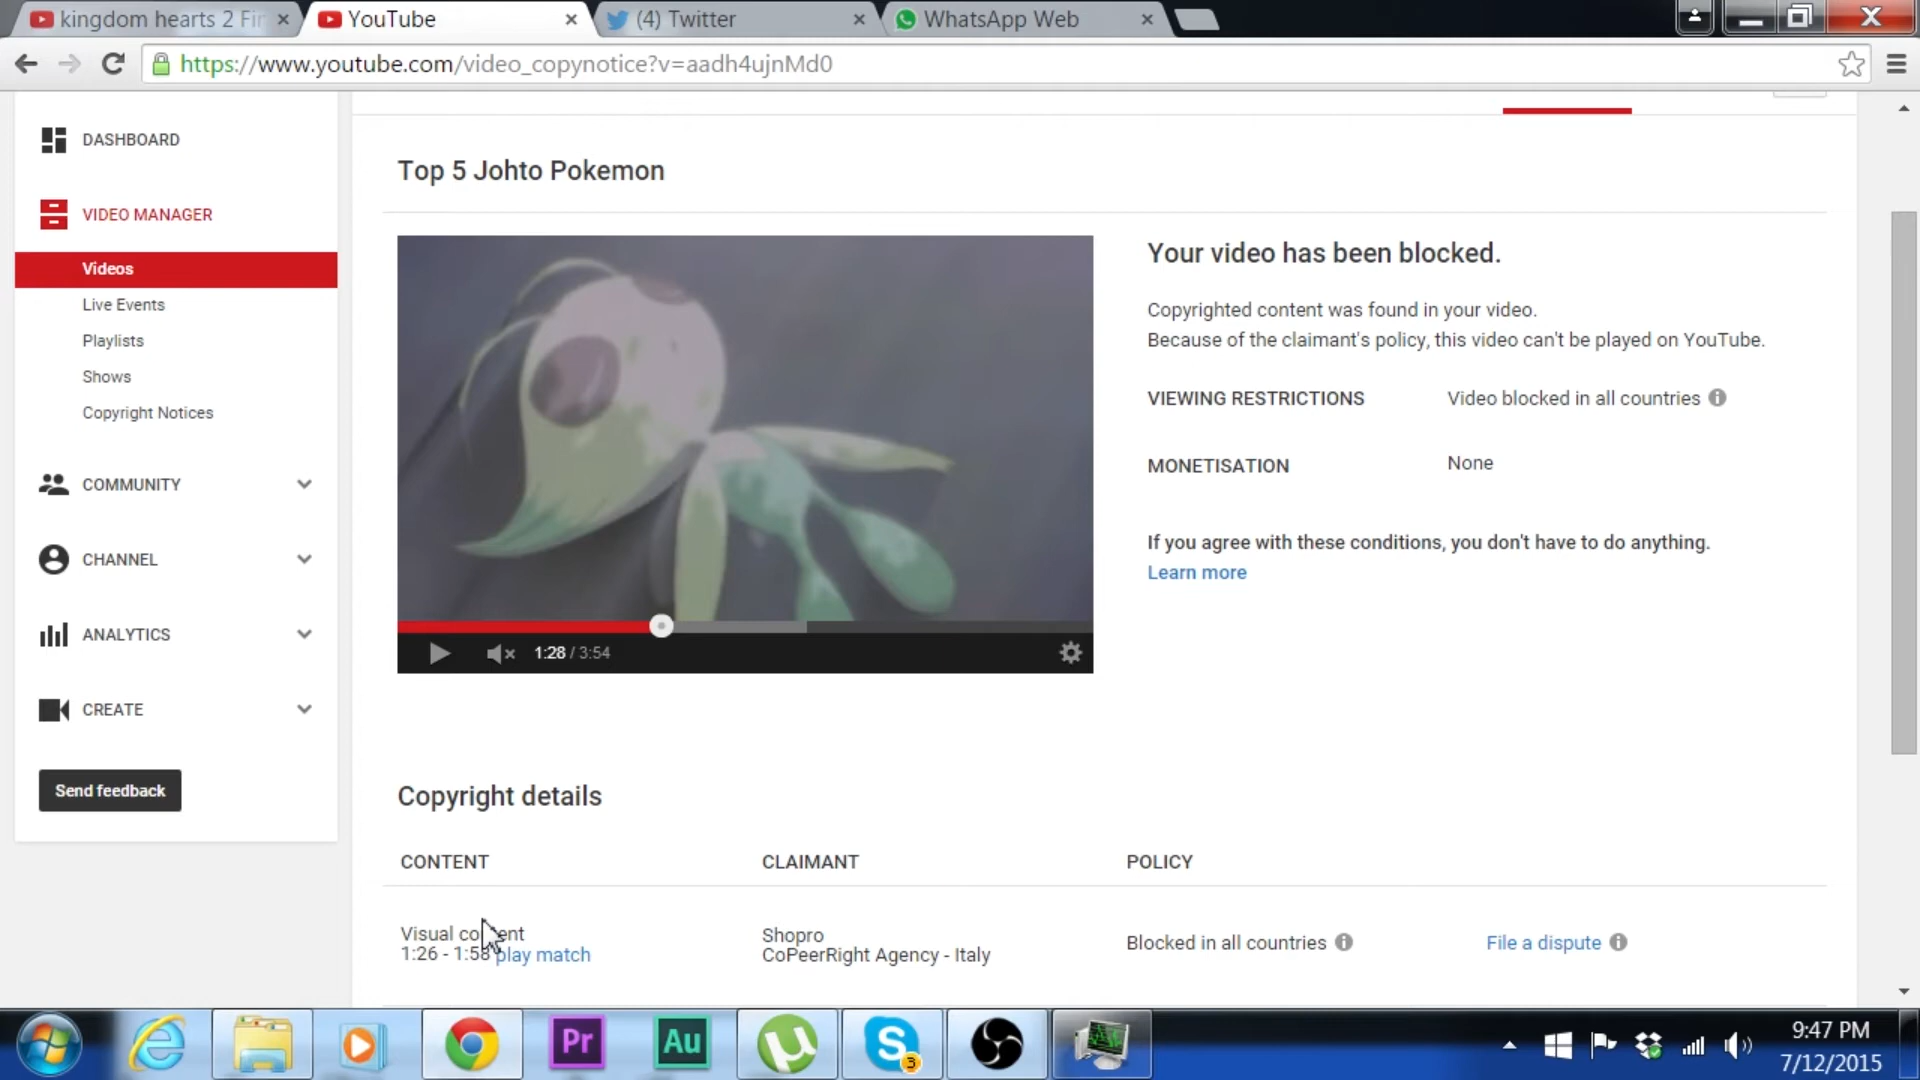 kingdom hearts 2 Fin
YouTube
(4) Twitter
WhatsApp Web
https://www.youtube.com/video_copynotice?v=aadh4ujnMd0
DASHBOARD
VIDEO MANAGER
Videos
Live Events
Playlists
Shows
Copyright Notices
COMMUNITY
CHANNEL
ANALYTICS
CREATE
Send feedback
Top 5 Johto Pokemon
1:28 / 3:54
Your video has been blocked.
Copyrighted content was found in your video.
Because of the claimant's policy, this video can't be played on YouTube.
VIEWING RESTRICTIONS Video blocked in all countries
MONETISATION None
If you agree with these conditions, you don't have to do anything.
Learn more
Copyright details
CONTENT CLAIMANT POLICY
Visual content
1:26 - 1:58 play match
Shopro
CoPeerRight Agency - Italy
Blocked in all countries
File a dispute
Pr
Au
µ
S
3
9:47 PM
7/12/2015